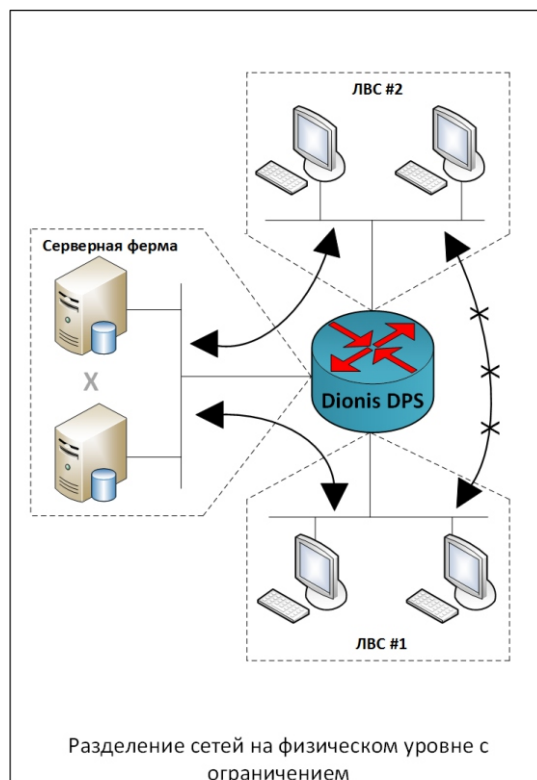 ЛВС #2
Серверная ферма
X
Dionis DPS
ЛВС #1
Разделение сетей на физическом уровне с
ограничением